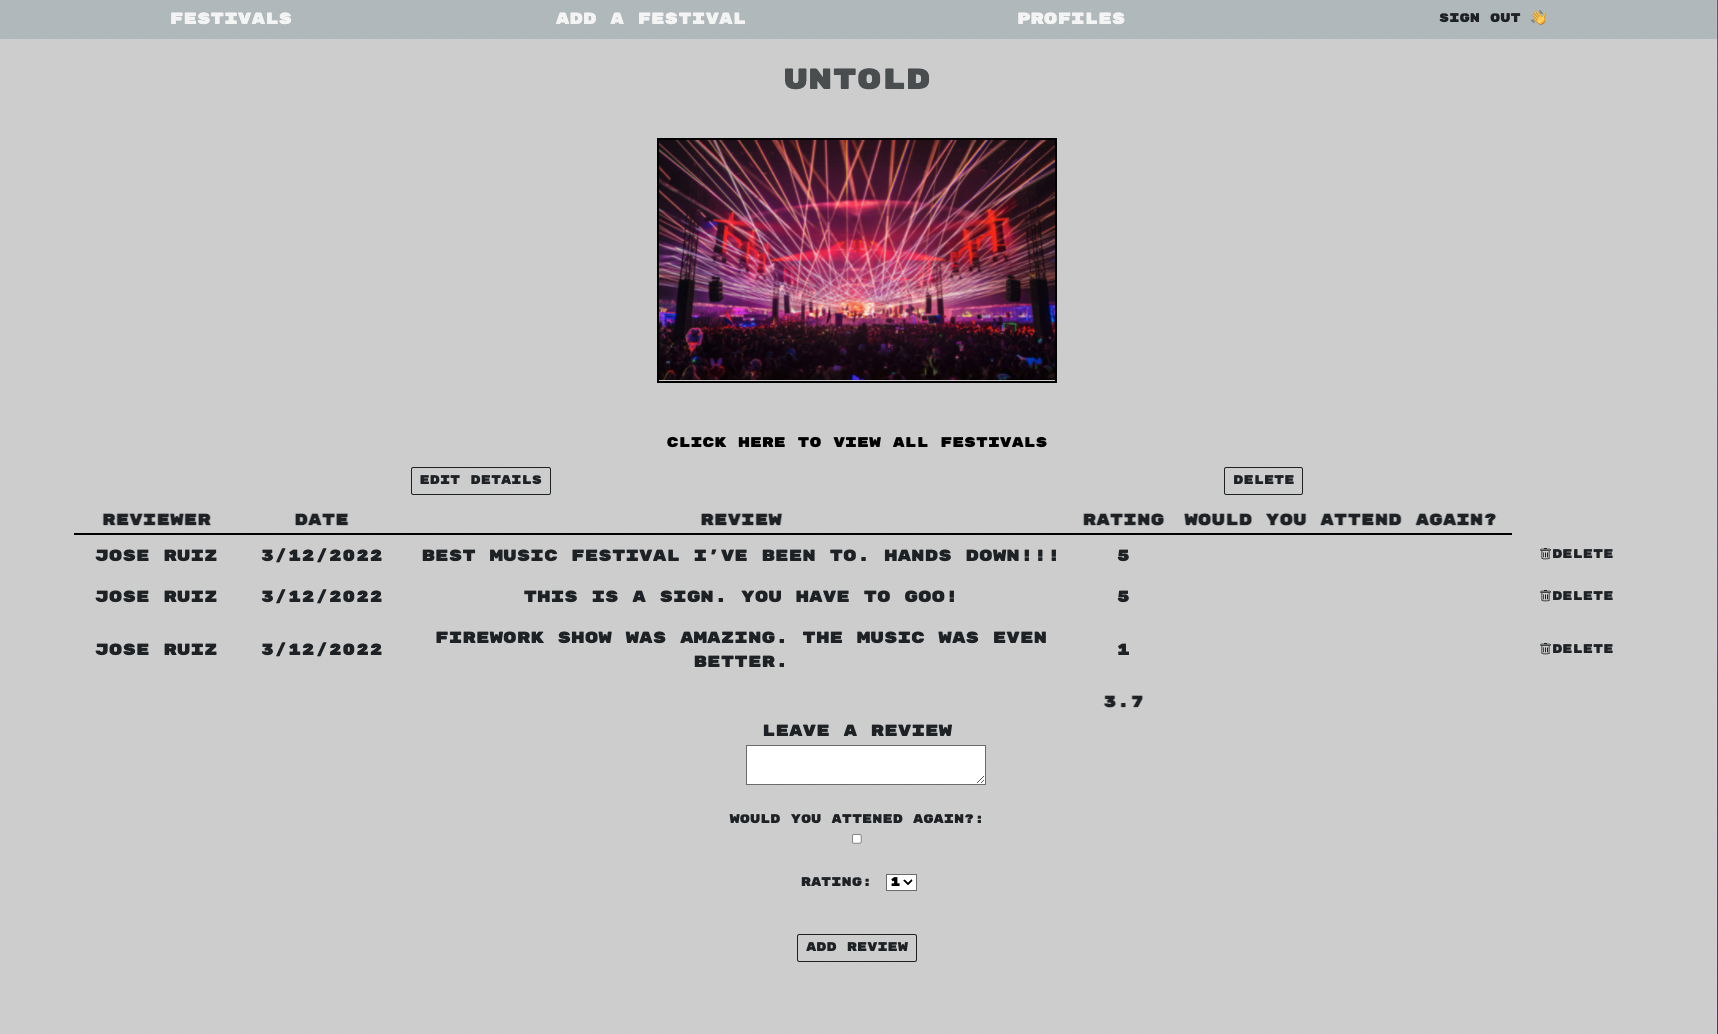 FESTIVALS ADD A FESTIVAL PROFILES SIGN OUT 👋
UNTOLD
CLICK HERE TO VIEW ALL FESTIVALS
EDIT DETAILS DELETE
REVIEWER DATE REVIEW RATING WOULD YOU ATTEND AGAIN?
JOSE RUIZ 3/12/2022 BEST MUSIC FESTIVAL I'VE BEEN TO. HANDS DOWN!!! 5 DELETE
JOSE RUIZ 3/12/2022 THIS IS A SIGN. YOU HAVE TO GOO! 5 DELETE
JOSE RUIZ 3/12/2022 FIREWORK SHOW WAS AMAZING. THE MUSIC WAS EVEN
BETTER. 1 DELETE
3.7
LEAVE A REVIEW
WOULD YOU ATTENED AGAIN?:
RATING: 1
ADD REVIEW